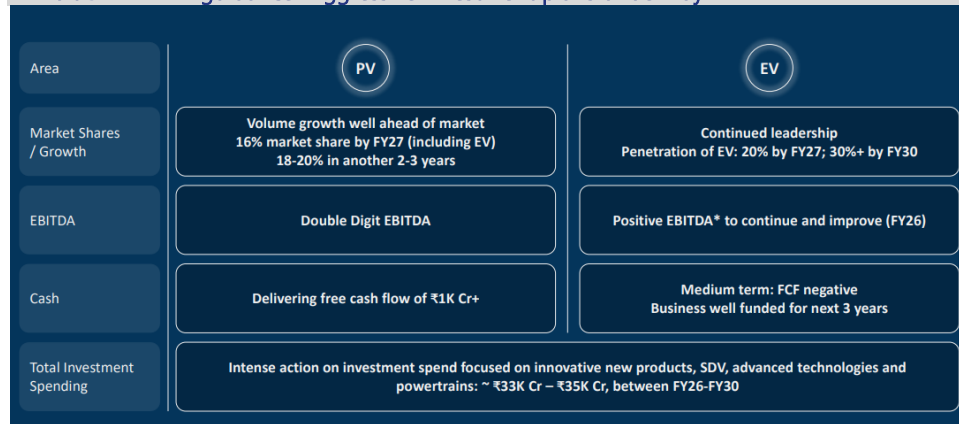 Area
PV
EV
Market Shares
/ Growth
Volume growth well ahead of market
16% market share by FY27 (including EV)
18-20% in another 2-3 years
Continued leadership
Penetration of EV: 20% by FY27; 30%+ by FY30
EBITDA
Double Digit EBITDA
Positive EBITDA* to continue and improve (FY26)
Cash
Delivering free cash flow of ₹1K Cr+
Medium term: FCF negative
Business well funded for next 3 years
Total Investment
Spending
Intense action on investment spend focused on innovative new products, SDV, advanced technologies and
powertrains: ~ ₹33K Cr – ₹35K Cr, between FY26-FY30